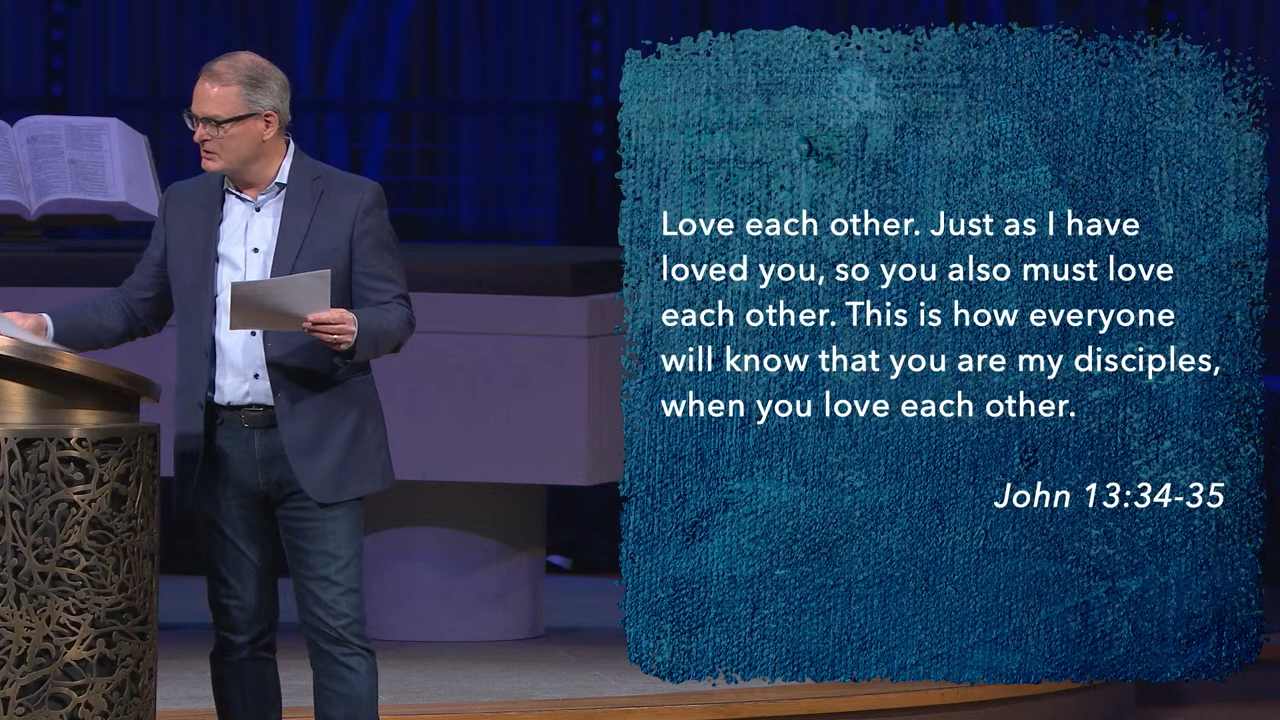 Love each other. Just as I have
loved you, so you also must love
each other. This is how everyone
will know that you are my disciples,
when you love each other.
John 13:34-35